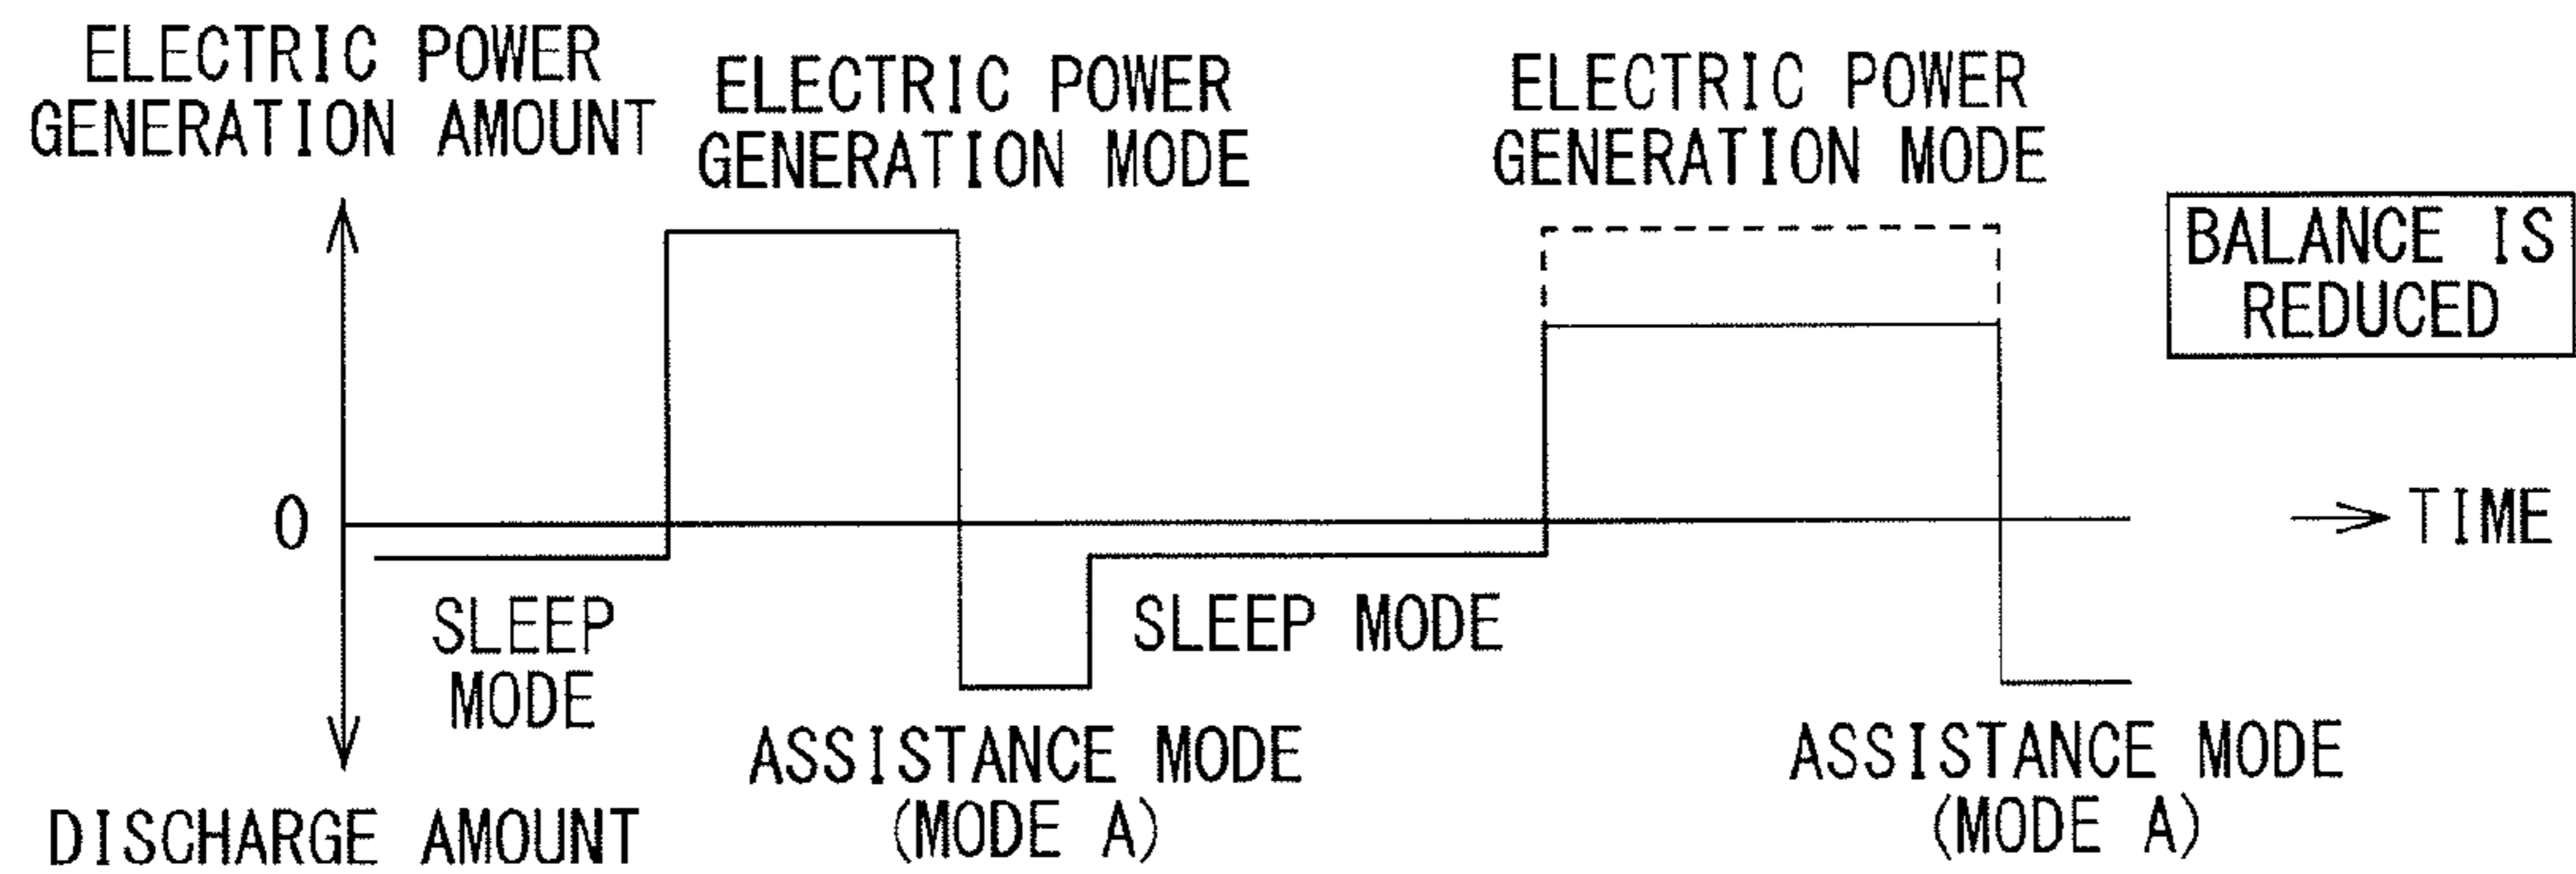 ELECTRIC POWER
GENERATION AMOUNT
ELECTRIC POWER
GENERATION MODE
ELECTRIC POWER
GENERATION MODE
BALANCE IS
REDUCED
0
TIME
SLEEP
MODE
SLEEP MODE
ASSISTANCE MODE
(MODE A)
ASSISTANCE MODE
(MODE A)
DISCHARGE AMOUNT